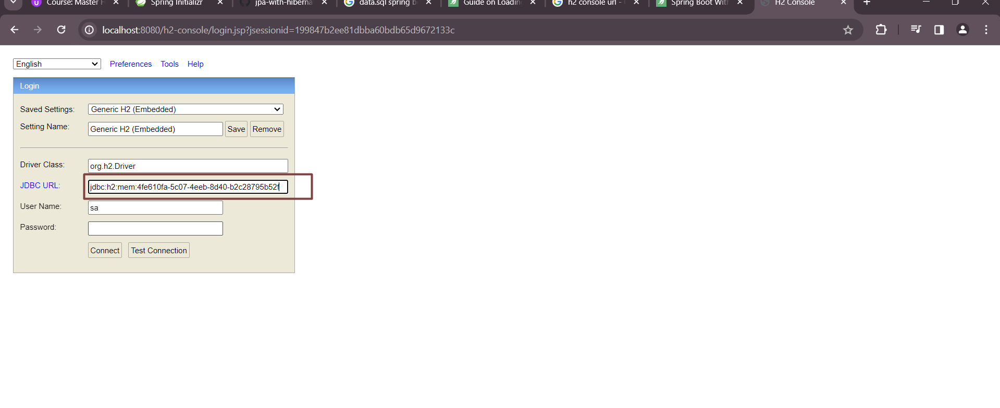 Course: Master H
Spring Initializr
jpa-with-hiberna
data.sql spring b
Guide on Loadin
h2 console url -
Spring Boot With
H2 Console
localhost:8080/h2-console/login.jsp?jsessionid=199847b2ee81dbba60bdb65d9672133c
English Preferences Tools Help
Login
Saved Settings: Generic H2 (Embedded)
Setting Name: Generic H2 (Embedded) Save Remove
Driver Class: org.h2.Driver
JDBC URL: jdbc:h2:mem:4fe610fa-5c07-4eeb-8d40-b2c28795b52f
User Name: sa
Password:
Connect Test Connection